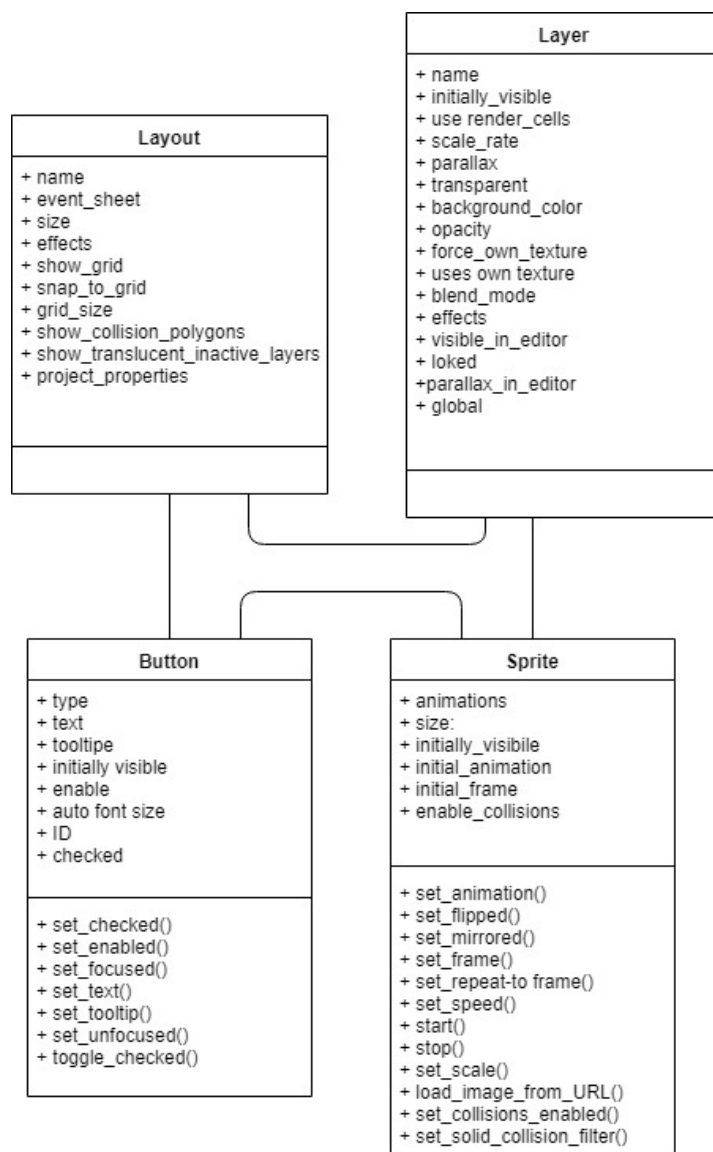 Layout
+ name
+ event_sheet
+ size
+ effects
+ show_grid
+ snap_to_grid
+ grid_size
+ show_collision_polygons
+ show_translucent_inactive_layers
+ project_properties
Layer
+ name
+ initially_visible
+ use render_cells
+ scale_rate
+ parallax
+ transparent
+ background_color
+ opacity
+ force_own_texture
+ uses own texture
+ blend_mode
+ effects
+ visible_in_editor
+ loked
+parallax_in_editor
+ global
Button
+ type
+ text
+ tooltipe
+ initially visible
+ enable
+ auto font size
+ ID
+ checked
+ set_checked()
+ set_enabled()
+ set_focused()
+ set_text()
+ set_tooltip()
+ set_unfocused()
+ toggle_checked()
Sprite
+ animations
+ size:
+ initially_visibile
+ initial_animation
+ initial_frame
+ enable_collisions
+ set_animation()
+ set_flipped()
+ set_mirrored()
+ set_frame()
+ set_repeat-to frame()
+ set_speed()
+ start()
+ stop()
+ set_scale()
+ load_image_from_URL()
+ set_collisions_enabled()
+ set_solid_collision_filter()